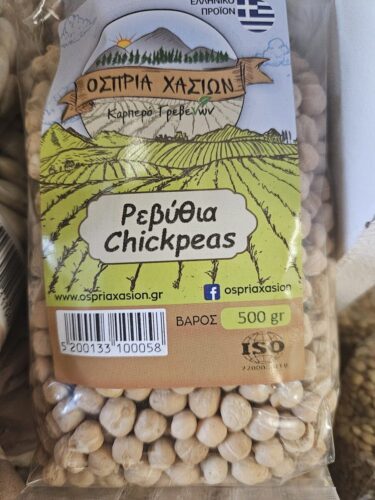 ΕΛΛΗΝΙΚΟ
ΠΡΟΪΟΝ
ΟΣΠΡΙΑ ΧΑΣΙΩΝ
Καρπερό Γρεβενών
Ρεβύθια
Chickpeas
www.ospriaxasion.gr
f ospriaxasion
ΒΑΡΟΣ 500 gr
5 200133 100058
ISO